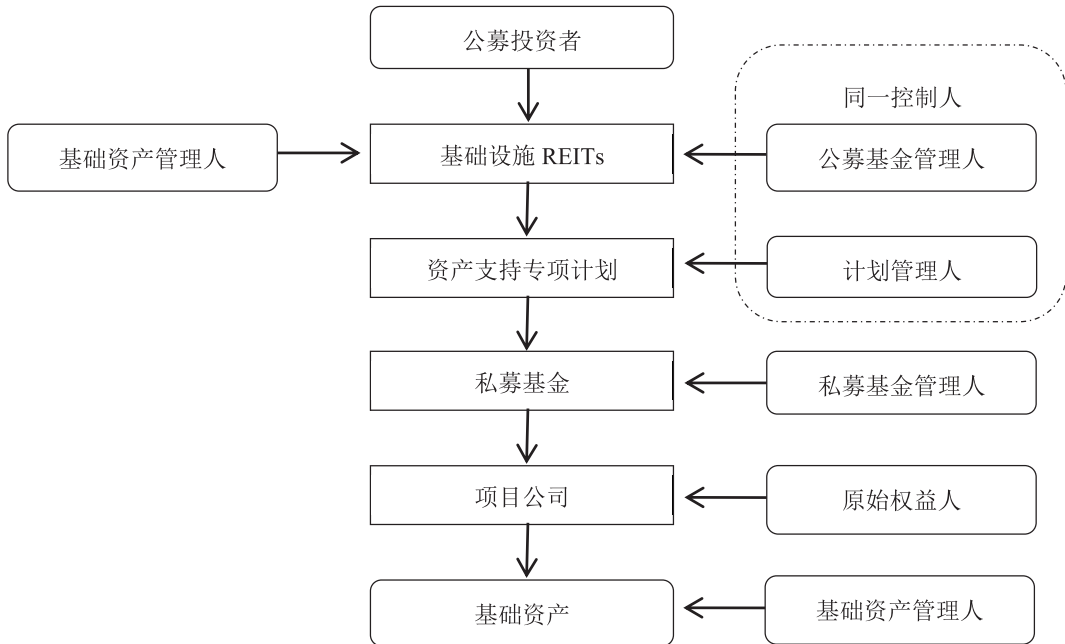 公募投资者
同一控制人
基础资产管理人
基础设施 REITs
公募基金管理人
资产支持专项计划
计划管理人
私募基金
私募基金管理人
项目公司
原始权益人
基础资产
基础资产管理人